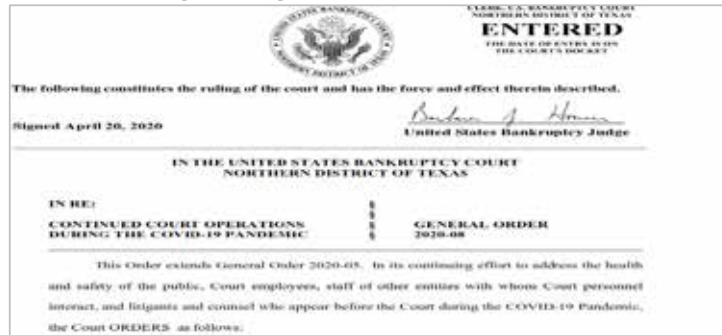 CLERK, U.S. BANKRUPTCY COURT
NORTHERN DISTRICT OF TEXAS
ENTERED
THE DATE OF ENTRY IS ON
THE COURT'S DOCKET
The following constitutes the ruling of the court and has the force and effect therein described.
Signed April 20, 2020
United States Bankruptcy Judge
IN THE UNITED STATES BANKRUPTCY COURT
NORTHERN DISTRICT OF TEXAS
IN RE: §
§
CONTINUED COURT OPERATIONS § GENERAL ORDER
DURING THE COVID-19 PANDEMIC § 2020-08
This Order extends General Order 2020-05. In its continuing effort to address the health
and safety of the public, Court employees, staff of other entities with whom Court personnel
interact, and litigants and counsel who appear before the Court during the COVID-19 Pandemic,
the Court ORDERS as follows: